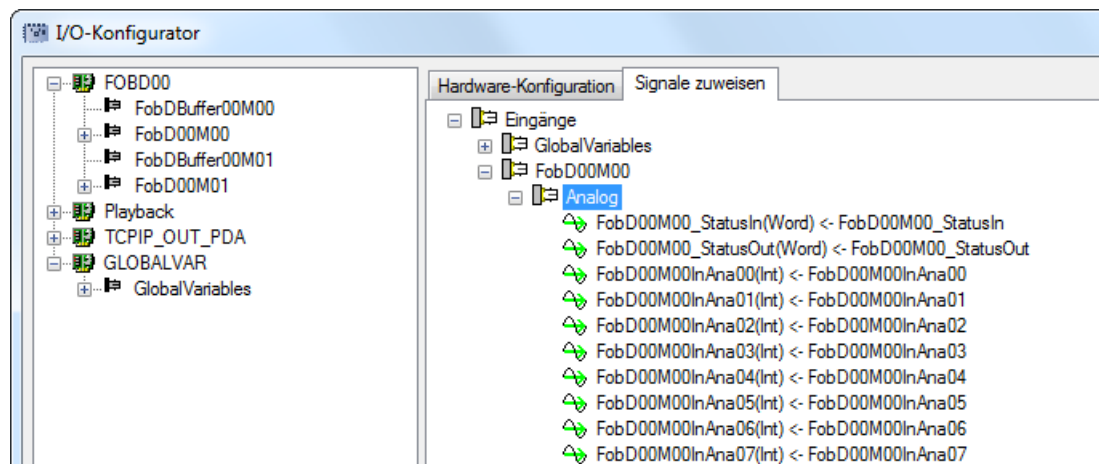 I/O-Konfigurator
FOBD00
FobDBuffer00M00
FobD00M00
FobDBuffer00M01
FobD00M01
Playback
TCPIP_OUT_PDA
GLOBALVAR
GlobalVariables
Hardware-Konfiguration Signale zuweisen
Eingänge
GlobalVariables
FobD00M00
Analog
FobD00M00_StatusIn(Word) <- FobD00M00_StatusIn
FobD00M00_StatusOut(Word) <- FobD00M00_StatusOut
FobD00M00InAna00(Int) <- FobD00M00InAna00
FobD00M00InAna01(Int) <- FobD00M00InAna01
FobD00M00InAna02(Int) <- FobD00M00InAna02
FobD00M00InAna03(Int) <- FobD00M00InAna03
FobD00M00InAna04(Int) <- FobD00M00InAna04
FobD00M00InAna05(Int) <- FobD00M00InAna05
FobD00M00InAna06(Int) <- FobD00M00InAna06
FobD00M00InAna07(Int) <- FobD00M00InAna07